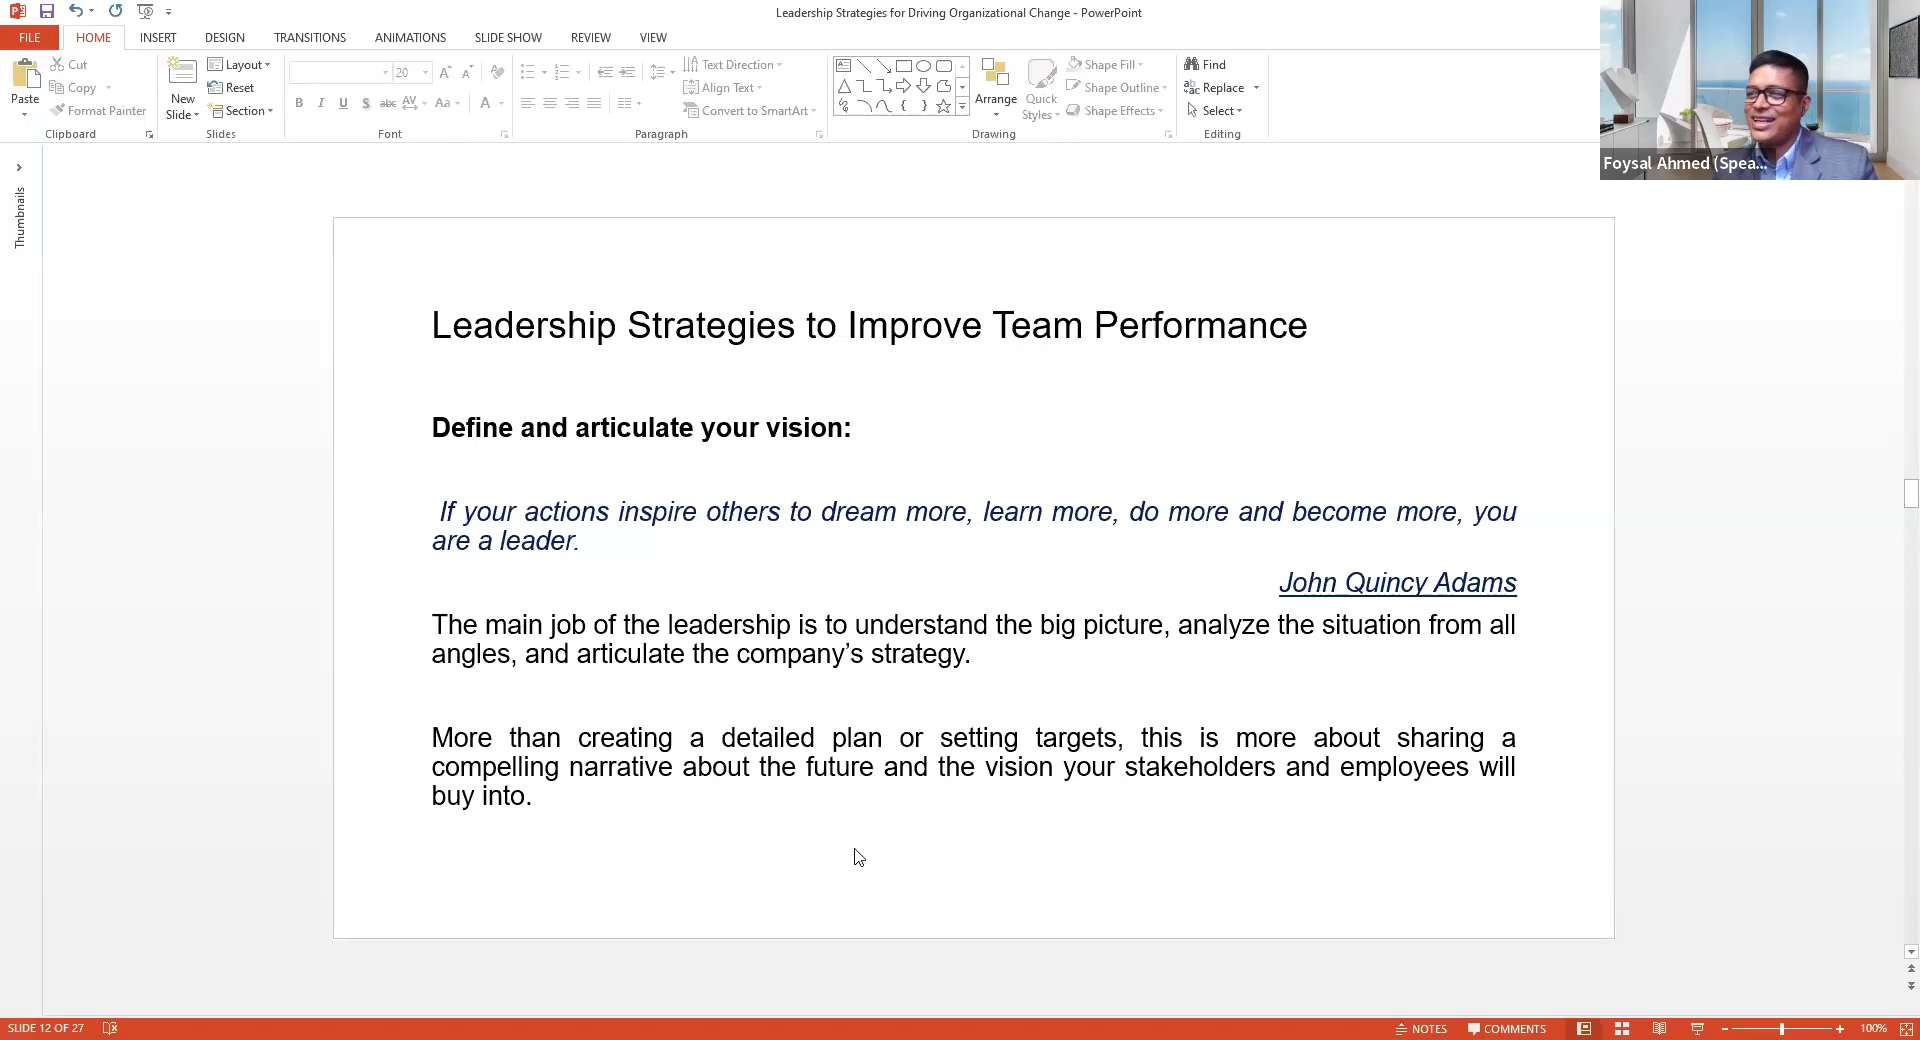 Leadership Strategies for Driving Organizational Change - PowerPoint
FILE HOME INSERT DESIGN TRANSITIONS ANIMATIONS SLIDE SHOW REVIEW VIEW
Paste
Cut
Copy
Format Painter
Clipboard
New
Slide
Layout
Reset
Section
Slides
20
B I U S abc AV Aa A
Font
Text Direction
Align Text
Convert to SmartArt
Paragraph
Arrange
Quick
Styles
Shape Fill
Shape Outline
Shape Effects
Drawing
Find
Replace
Select
Editing
Foysal Ahmed (Spea...
Thumbnails
Leadership Strategies to Improve Team Performance
Define and articulate your vision:
If your actions inspire others to dream more, learn more, do more and become more, you
are a leader.
John Quincy Adams
The main job of the leadership is to understand the big picture, analyze the situation from all
angles, and articulate the company’s strategy.
More than creating a detailed plan or setting targets, this is more about sharing a
compelling narrative about the future and the vision your stakeholders and employees will
buy into.
SLIDE 12 OF 27
NOTES COMMENTS 100%